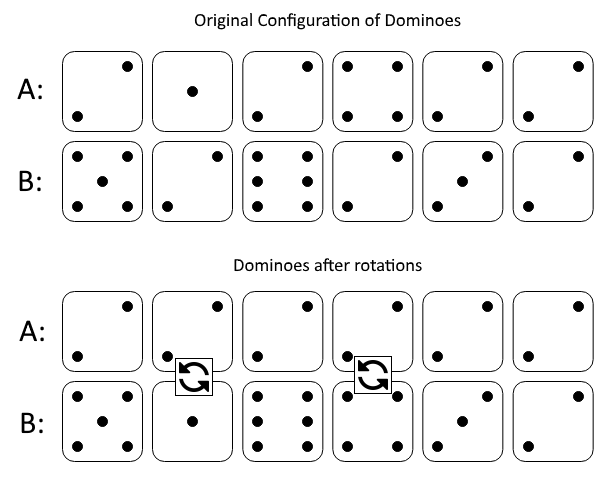 Original Configuration of Dominoes
A:
B:
Dominoes after rotations
A:
B: